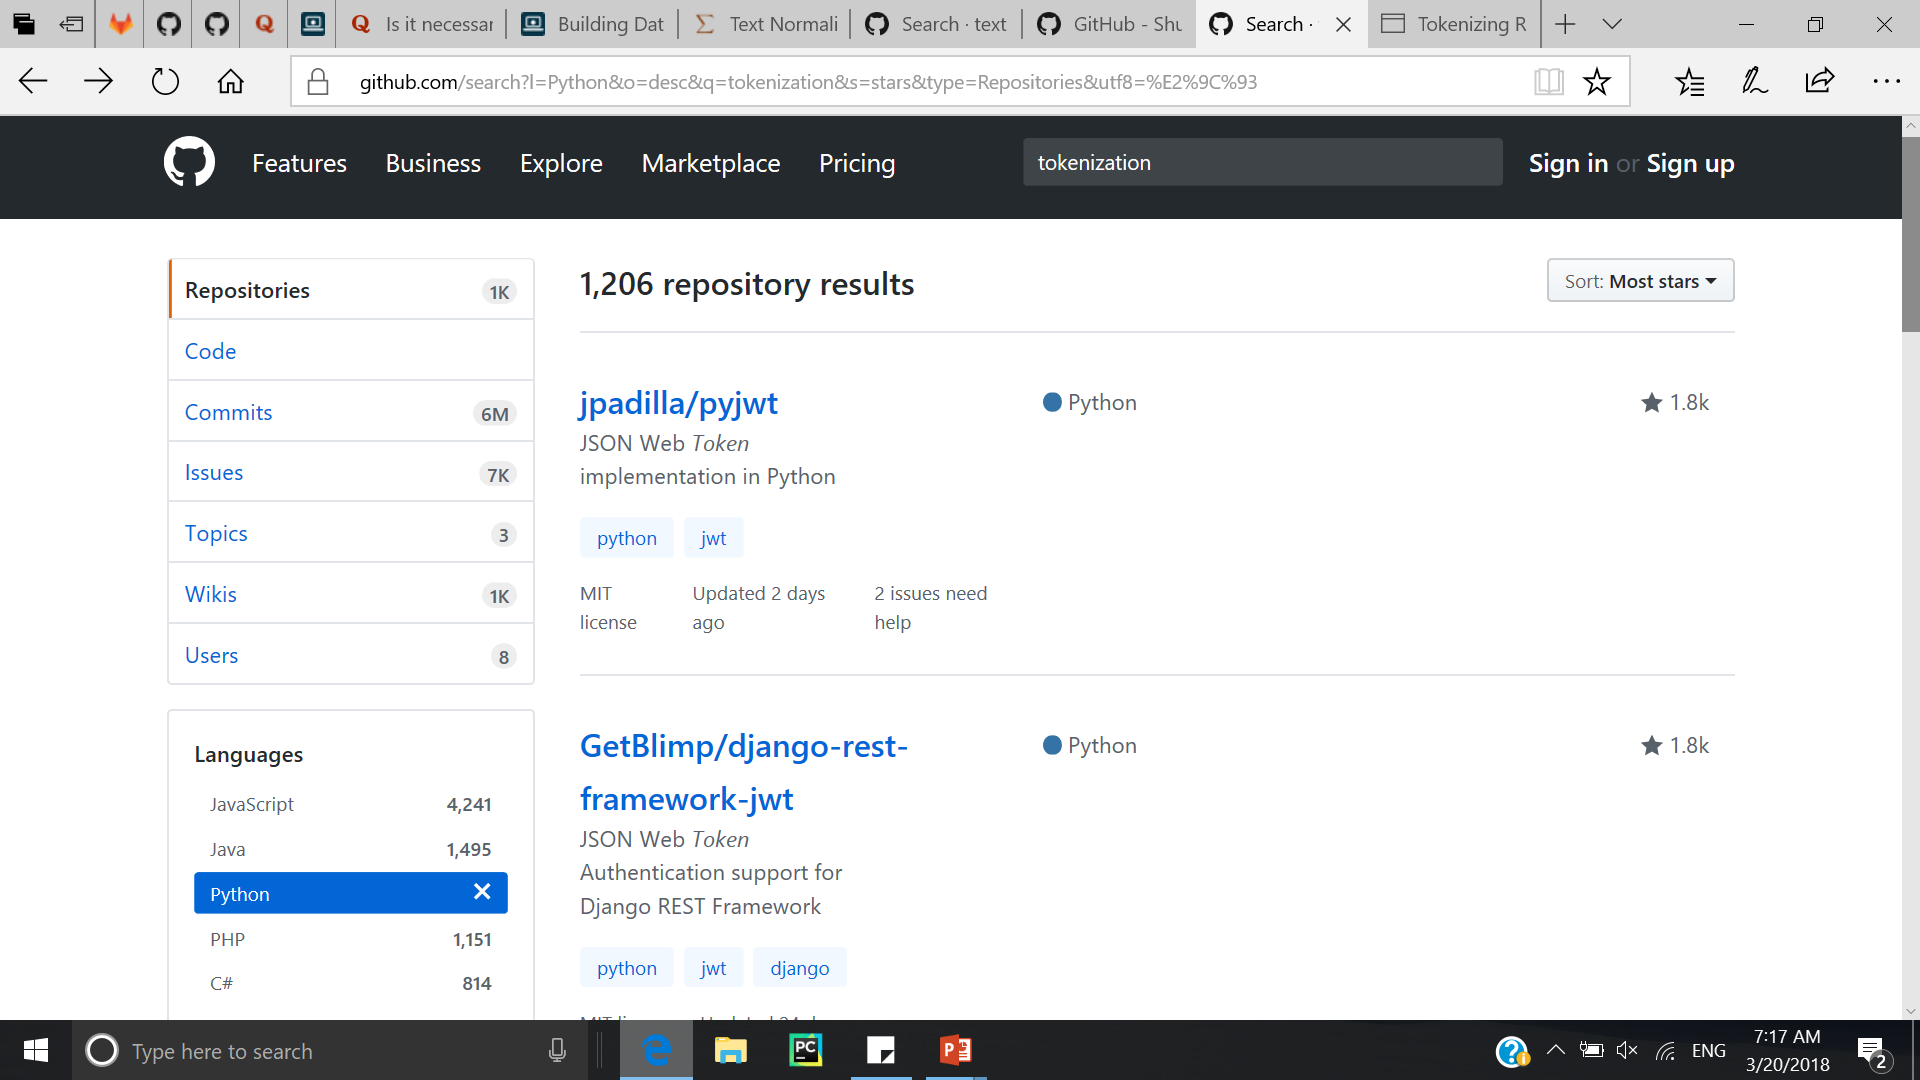 Is it necessar
Building Dat
Text Normali
Search · text
GitHub - Shu
Search ·
Tokenizing R
github.com/search?l=Python&o=desc&q=tokenization&s=stars&type=Repositories&utf8=%E2%9C%93
Features Business Explore Marketplace Pricing
tokenization
Sign in or Sign up
Repositories 1K
Code
Commits 6M
Issues 7K
Topics 3
Wikis 1K
Users 8
Languages
JavaScript 4,241
Java 1,495
Python
PHP 1,151
C# 814
1,206 repository results
Sort: Most stars
jpadilla/pyjwt
Python
1.8k
JSON Web Token
implementation in Python
python jwt
MIT license
Updated 2 days ago
2 issues need help
GetBlimp/django-rest-
framework-jwt
Python
1.8k
JSON Web Token
Authentication support for
Django REST Framework
python jwt django
Type here to search
ENG
7:17 AM
3/20/2018
2